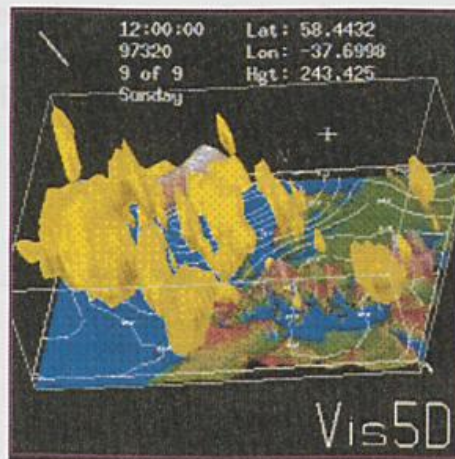 12:00:00 Lat: 58.4432
97320 Lon: -37.6998
9 of 9 Hgt: 243.425
Sunday
Vis5D